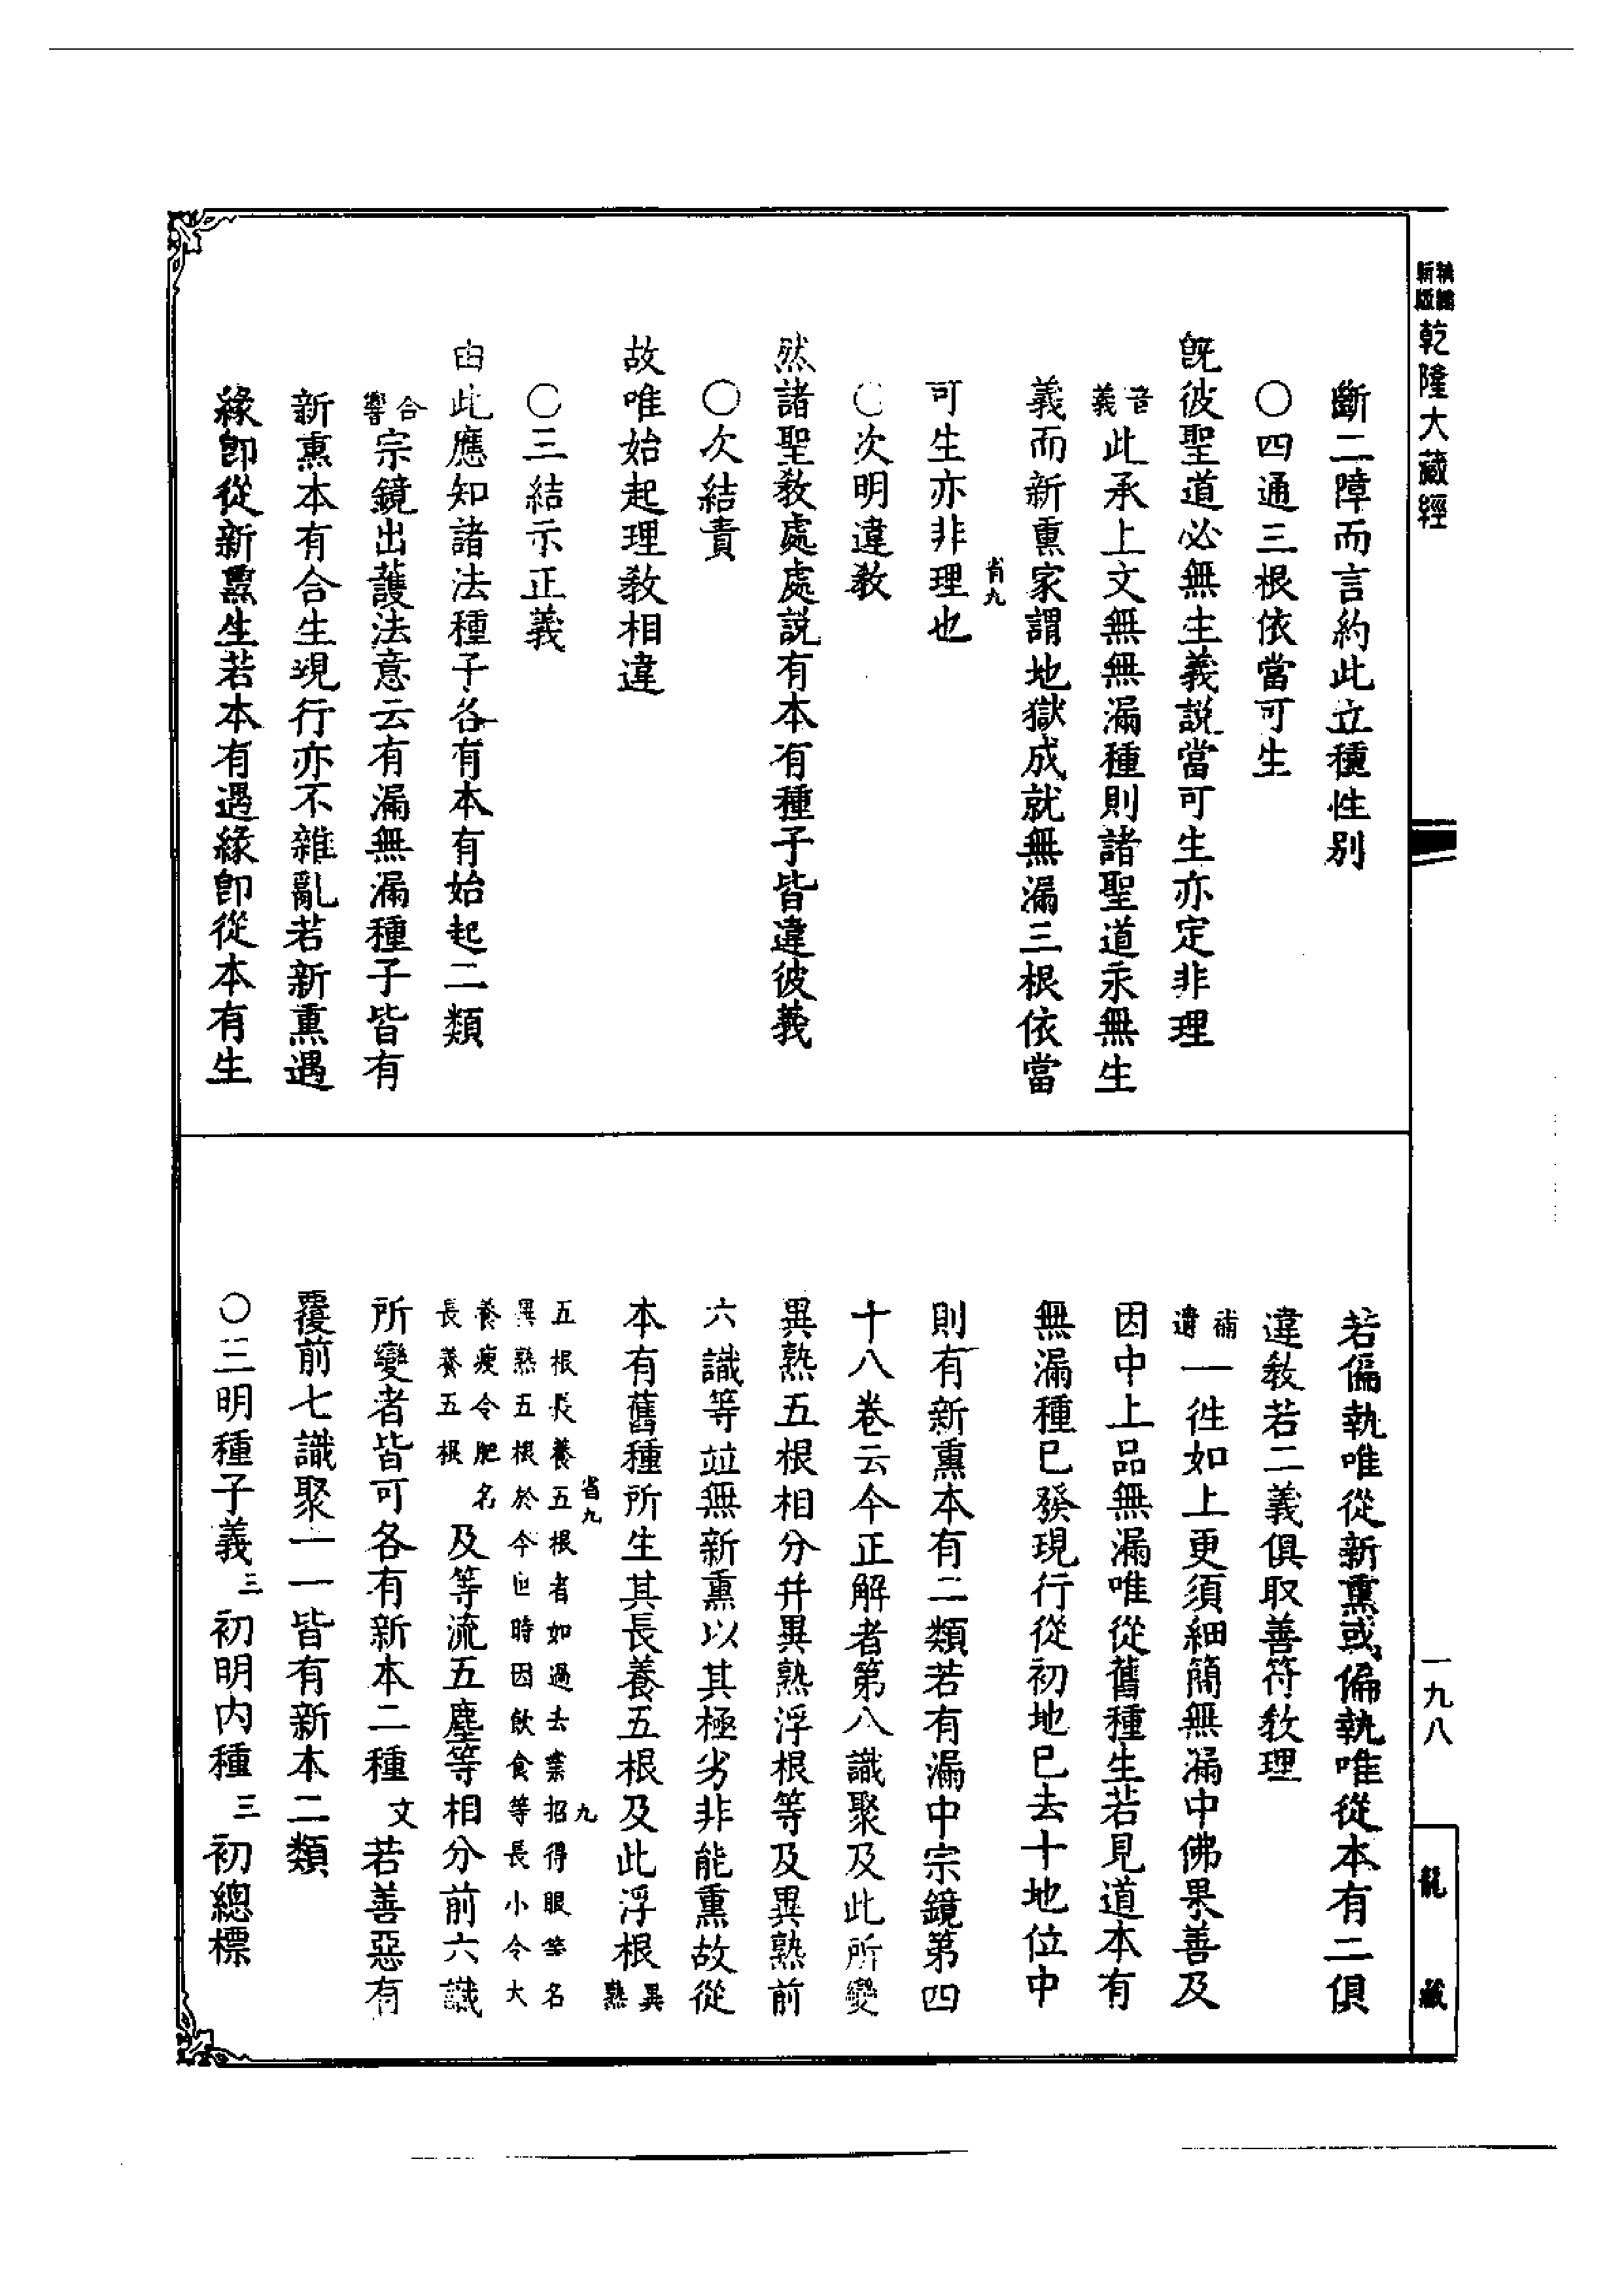 新編
縮版
乾隆大藏經
斷二障而言約此立種性別
○四通三根依當可生
旣彼聖道必無生義說當可生亦定非理
音義此承上文無無漏種則諸聖道永無生
義而新熏家謂地獄成就無漏三根依當
可生亦非理也
省九
○次明違敎
然諸聖敎處處說有本有種子皆違彼義
○次結責
故唯始起理敎相違
○三結示正義
由此應知諸法種子各有本有始起二類
合響宗鏡出護法意云有漏無漏種子皆有
新熏本有合生現行亦不雜亂若新熏遇
緣卽從新熏生若本有遇緣卽從本有生
一九八
龍藏
若偏執唯從新熏或偏執唯從本有二俱
違敎若二義俱取善符敎理
補遺一徃如上更須細簡無漏中佛果善及
因中上品無漏唯從舊種生若見道本有
無漏種已發現行從初地已去十地位中
則有新熏本有二類若有漏中宗鏡第四
十八卷云今正解者第八識聚及此所變
異熟五根相分并異熟浮根等及異熟前
六識等並無新熏以其極劣非能熏故從
本有舊種所生其長養五根及此浮根異熟
省九
五根長養五根者如過去業招得眼等名
異熟五根於今世時因飲食等長小令大
養瘦令肥名
長養五根
及等流五塵等相分前六識
所變者皆可各有新本二種文若善惡有
覆前七識聚一一皆有新本二類
○三明種子義三初明內種三初總標